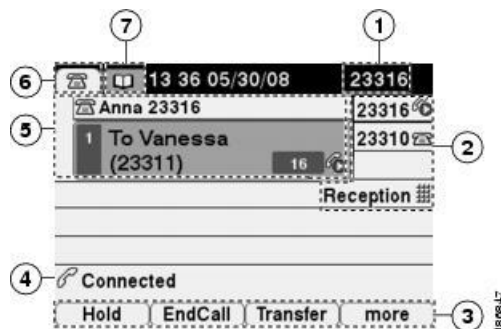 7
1
6
13 36 05/30/08
23316
Anna 23316
23316
5
1
To Vanessa
(23311)
16
23310
2
Reception
4
Connected
Hold
EndCall
Transfer
more
3